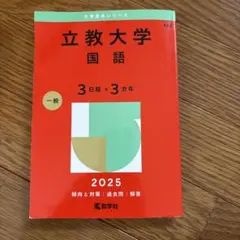 大学赤本シリーズ
立教大学
国語
3日程×3カ年
一般
2025
傾向と対策 過去問 解答
教学社